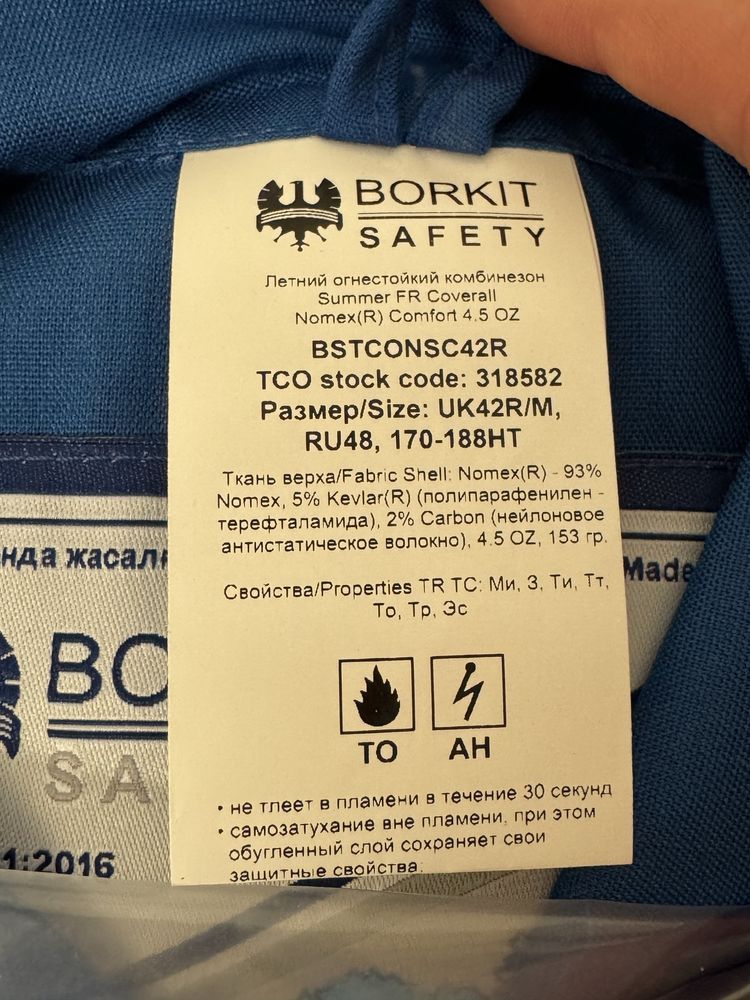 BORKIT
SAFETY
Летний огнестойкий комбинезон
Summer FR Coverall
Nomex(R) Comfort 4.5 OZ
BSTCONSC42R
TCO stock code: 318582
Размер/Size: UK42R/M,
RU48, 170-188HT
Ткань верха/Fabric Shell: Nomex(R) - 93%
Nomex, 5% Kevlar(R) (полипарафенилен -
терефталамида), 2% Carbon (нейлоновое
антистатическое волокно), 4.5 OZ, 153 гр.
Свойства/Properties TR TC: Ми, З, Ти, Тт,
То, Тр, Эс
ТО АН
• не тлеет в пламени в течение 30 секунд
• самозатухание вне пламени, при этом
обугленный слой сохраняет свои
защитные свойства:
нда жасал
Made
BO
SA
1:2016